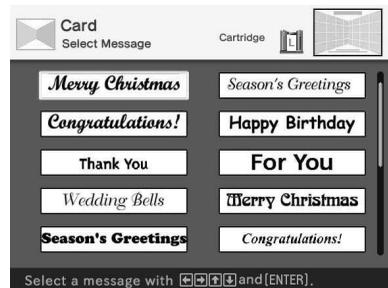 Card
Select Message
Cartridge
L
Merry Christmas
Season's Greetings
Congratulations!
Happy Birthday
Thank You
For You
Wedding Bells
Merry Christmas
Season's Greetings
Congratulations!
Select a message with ←→↑↓ and [ENTER].